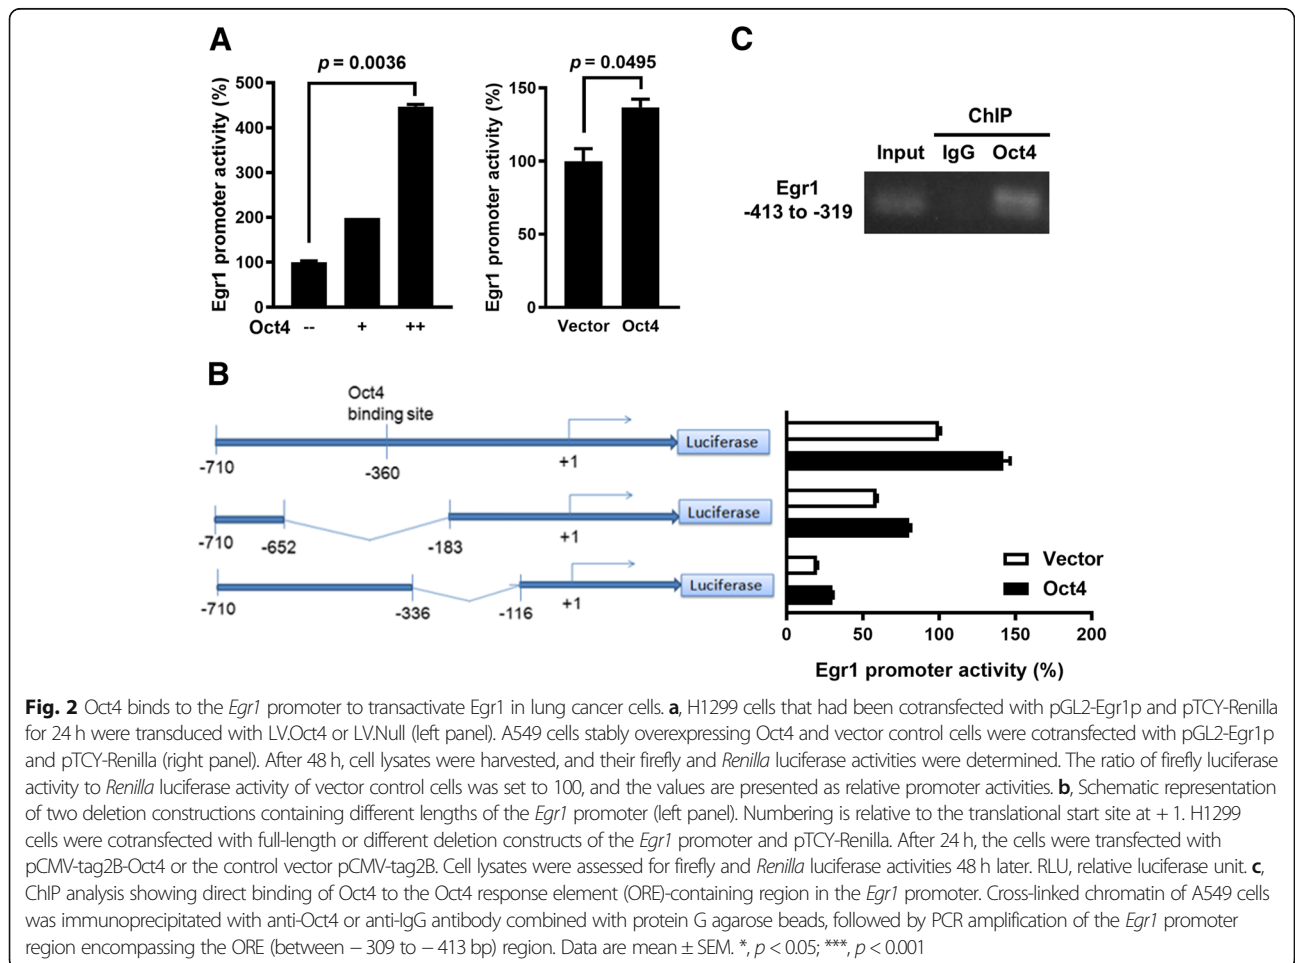 A
p = 0.0036
Egr1 promoter activity (%)
500
400
300
200
100
0
Oct4 -- + ++
p = 0.0495
Egr1 promoter activity (%)
150
100
50
0
Vector Oct4
C
ChIP
Input IgG Oct4
Egr1
-413 to -319
B
Oct4
binding site
Luciferase
-710
-360
+1
Luciferase
-710
-652
-183
+1
Luciferase
-710
-336
-116
+1
Vector
Oct4
0 50 100 150 200
Egr1 promoter activity (%)
Fig. 2 Oct4 binds to the Egr1 promoter to transactivate Egr1 in lung cancer cells. a, H1299 cells that had been cotransfected with pGL2-Egr1p and pTCY-Renilla
for 24 h were transduced with LV.Oct4 or LV.Null (left panel). A549 cells stably overexpressing Oct4 and vector control cells were cotransfected with pGL2-Egr1p
and pTCY-Renilla (right panel). After 48 h, cell lysates were harvested, and their firefly and Renilla luciferase activities were determined. The ratio of firefly luciferase
activity to Renilla luciferase activity of vector control cells was set to 100, and the values are presented as relative promoter activities. b, Schematic representation
of two deletion constructions containing different lengths of the Egr1 promoter (left panel). Numbering is relative to the translational start site at + 1. H1299
cells were cotransfected with full-length or different deletion constructs of the Egr1 promoter and pTCY-Renilla. After 24 h, the cells were transfected with
pCMV-tag2B-Oct4 or the control vector pCMV-tag2B. Cell lysates were assessed for firefly and Renilla luciferase activities 48 h later. RLU, relative luciferase unit. c,
ChIP analysis showing direct binding of Oct4 to the Oct4 response element (ORE)-containing region in the Egr1 promoter. Cross-linked chromatin of A549 cells
was immunoprecipitated with anti-Oct4 or anti-IgG antibody combined with protein G agarose beads, followed by PCR amplification of the Egr1 promoter
region encompassing the ORE (between − 309 to − 413 bp) region. Data are mean ± SEM. *, p < 0.05; ***, p < 0.001